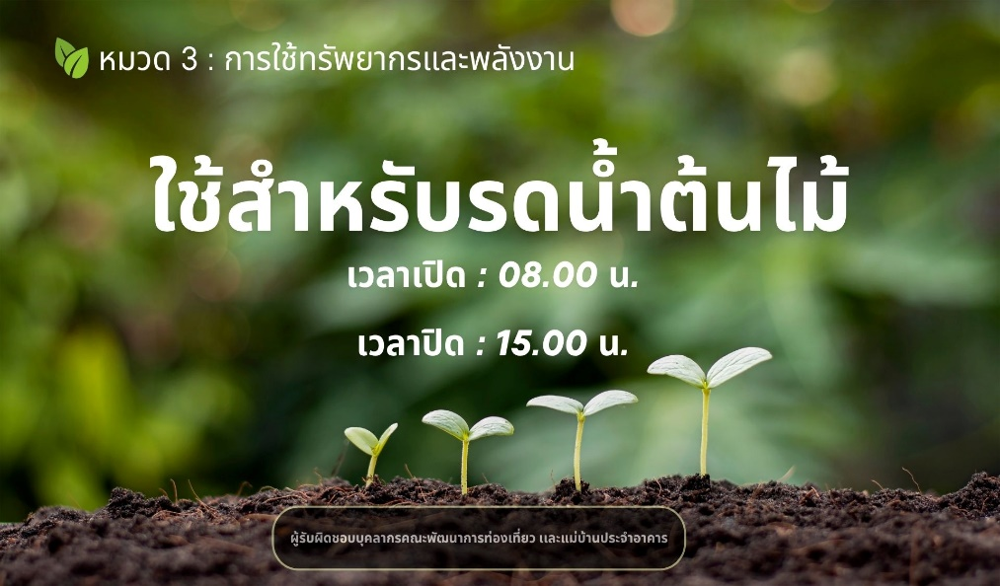 หมวด 3 : การใช้ทรัพยากรและพลังงาน
ใช้สำหรับรดน้ำต้นไม้
เวลาเปิด : 08.00 น.
เวลาปิด : 15.00 น.
ผู้รับผิดชอบบุคลากรคณะพัฒนาการท่องเที่ยว และแม่บ้านประจำอาคาร